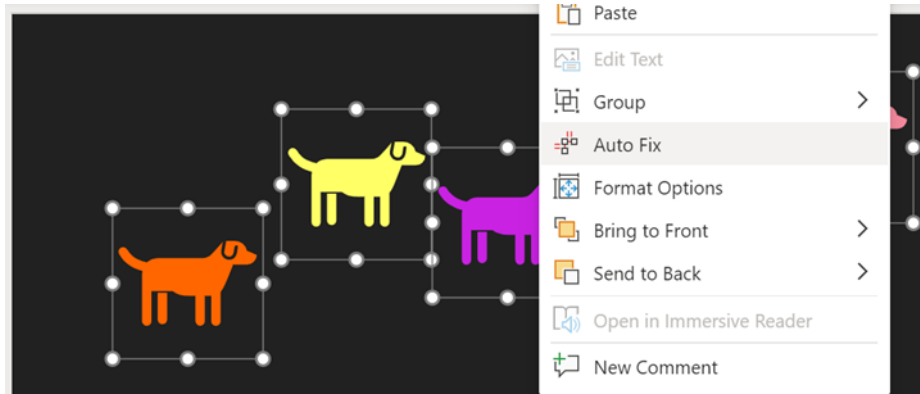 Paste
Edit Text
Group
Auto Fix
Format Options
Bring to Front
Send to Back
Open in Immersive Reader
New Comment